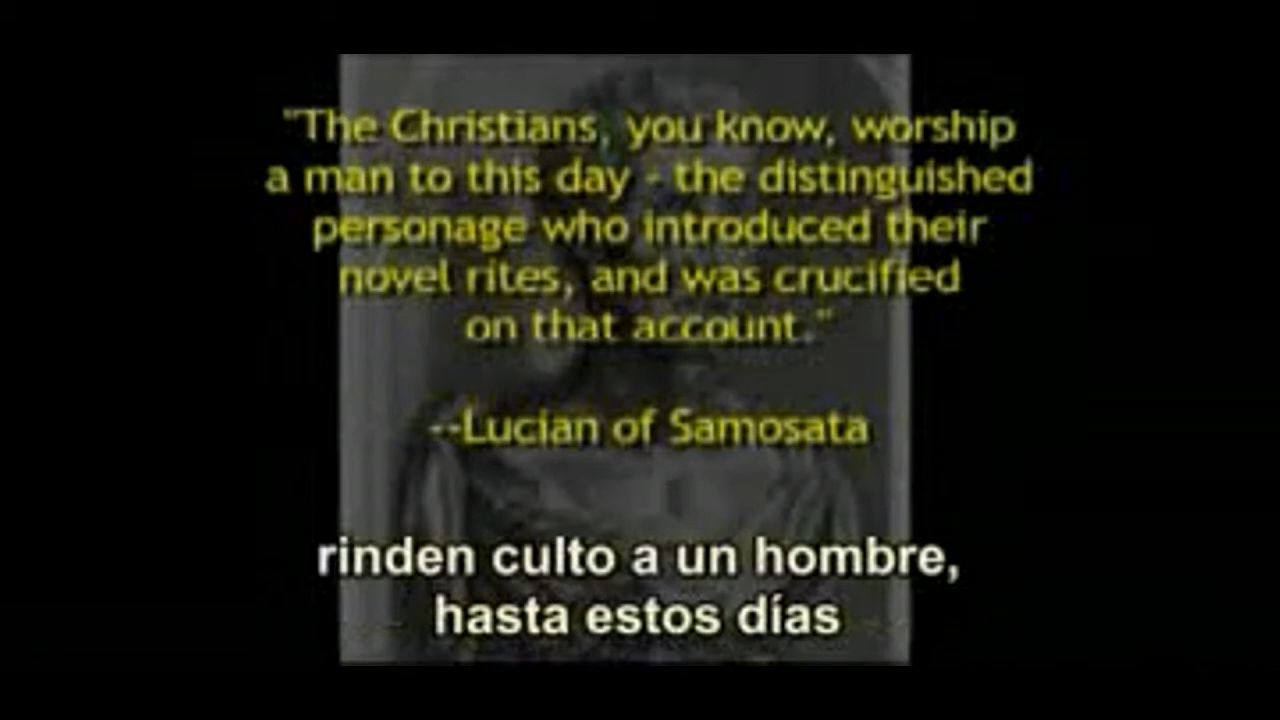 "The Christians, you know, worship
a man to this day - the distinguished
personage who introduced their
novel rites, and was crucified
on that account."
--Lucian of Samosata
rinden culto a un hombre,
hasta estos días